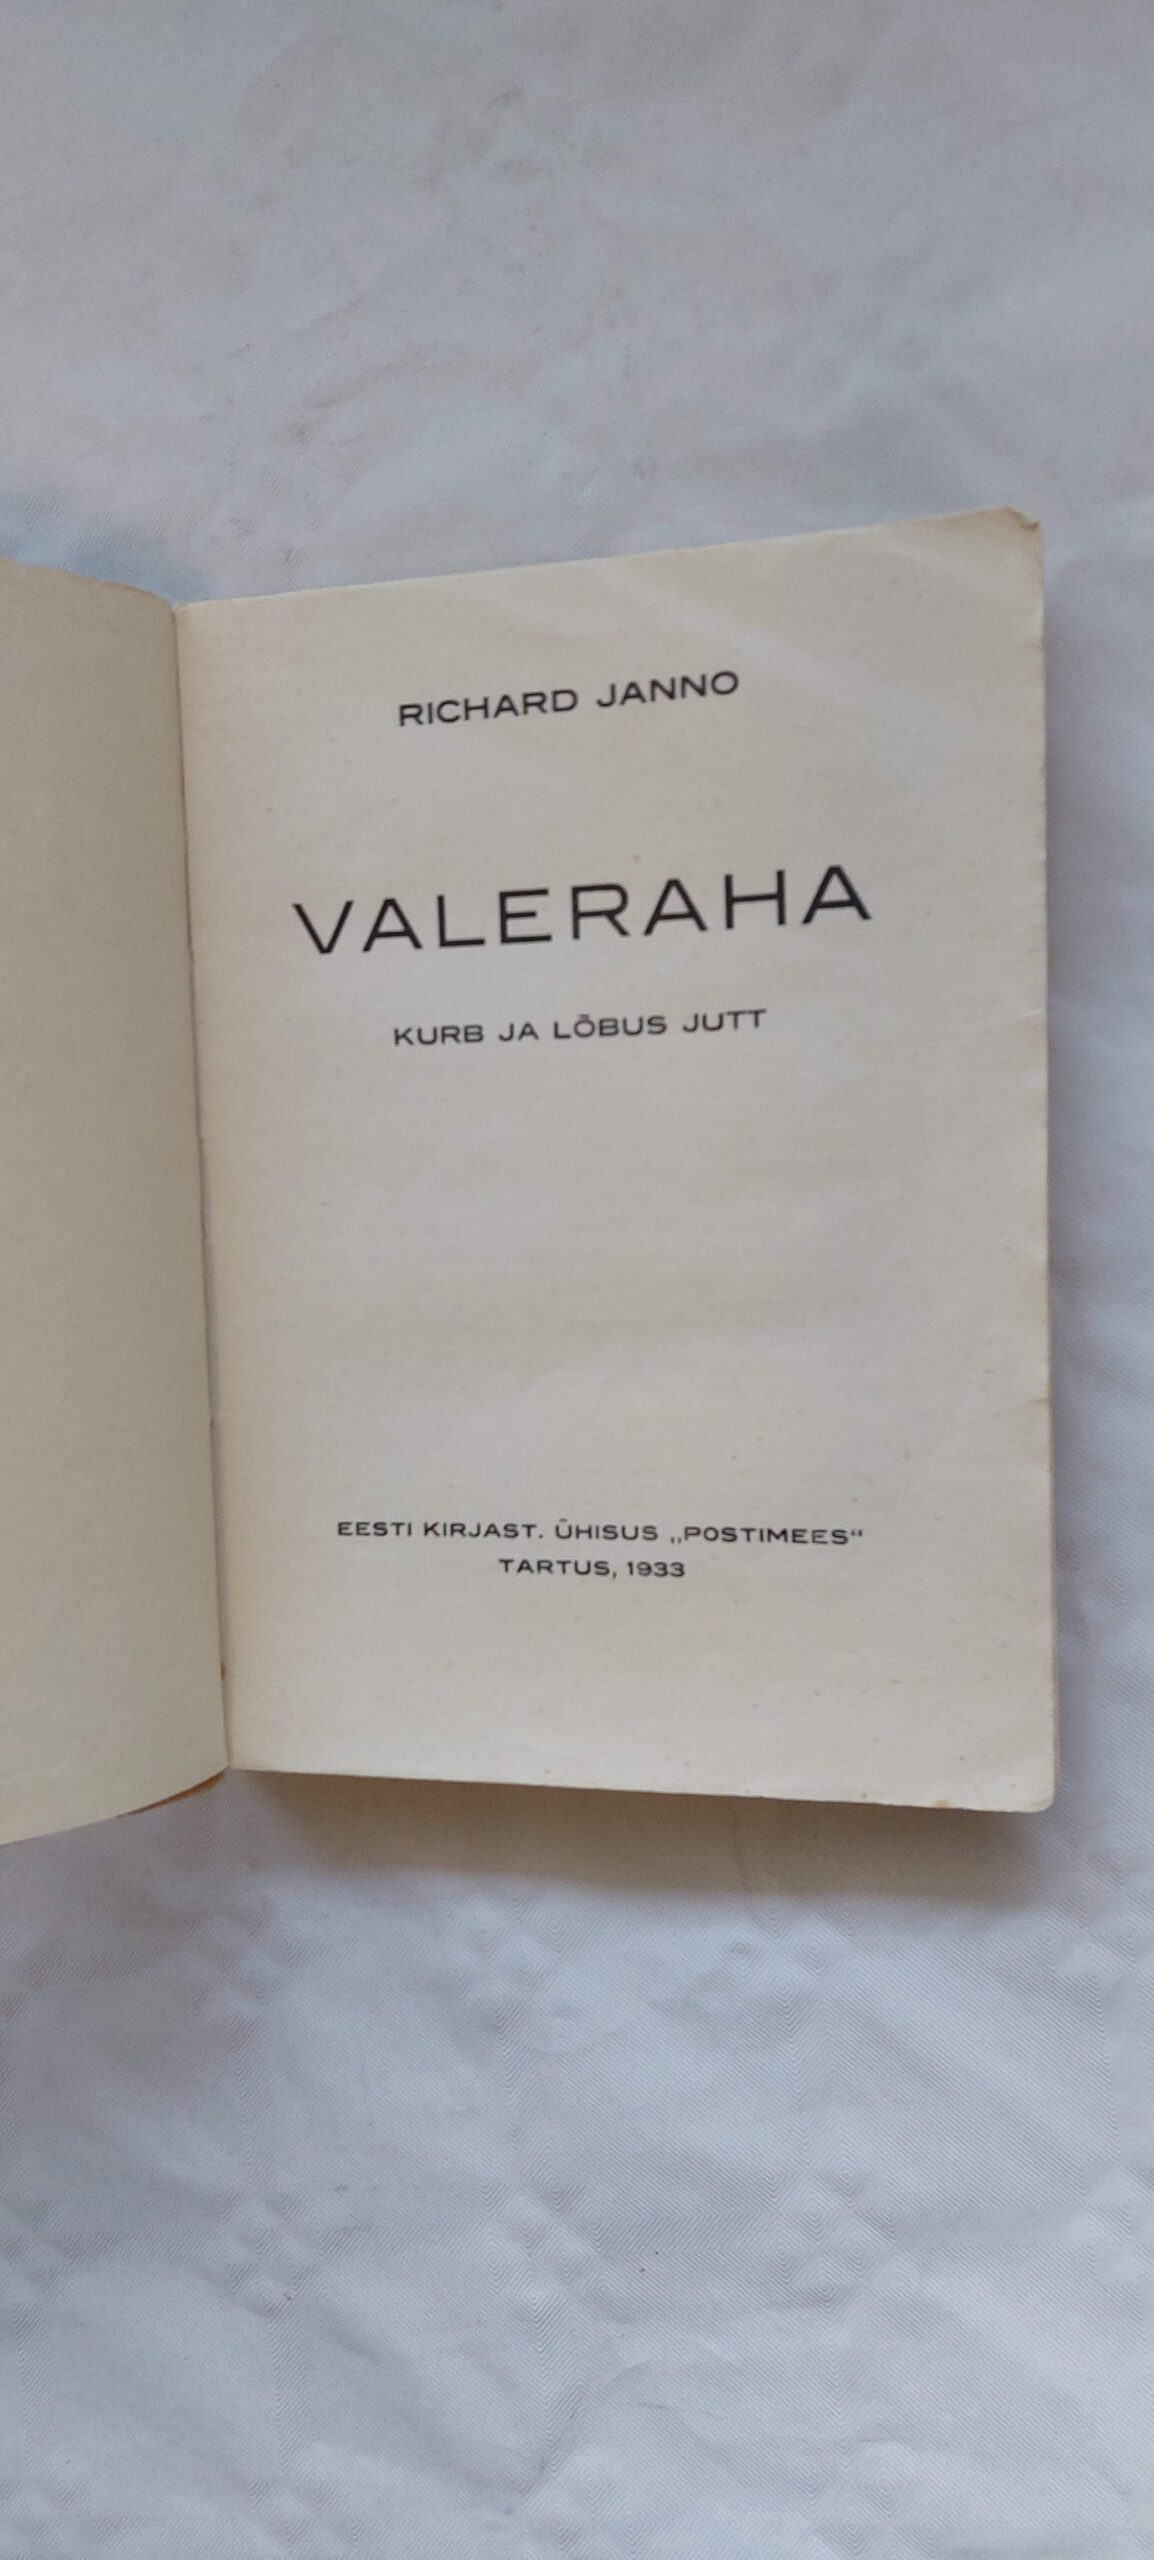 RICHARD JANNO
VALERAHA
KURB JA LÕBUS JUTT
EESTI KIRJAST. ÜHISUS „POSTIMEES“
TARTUS, 1933